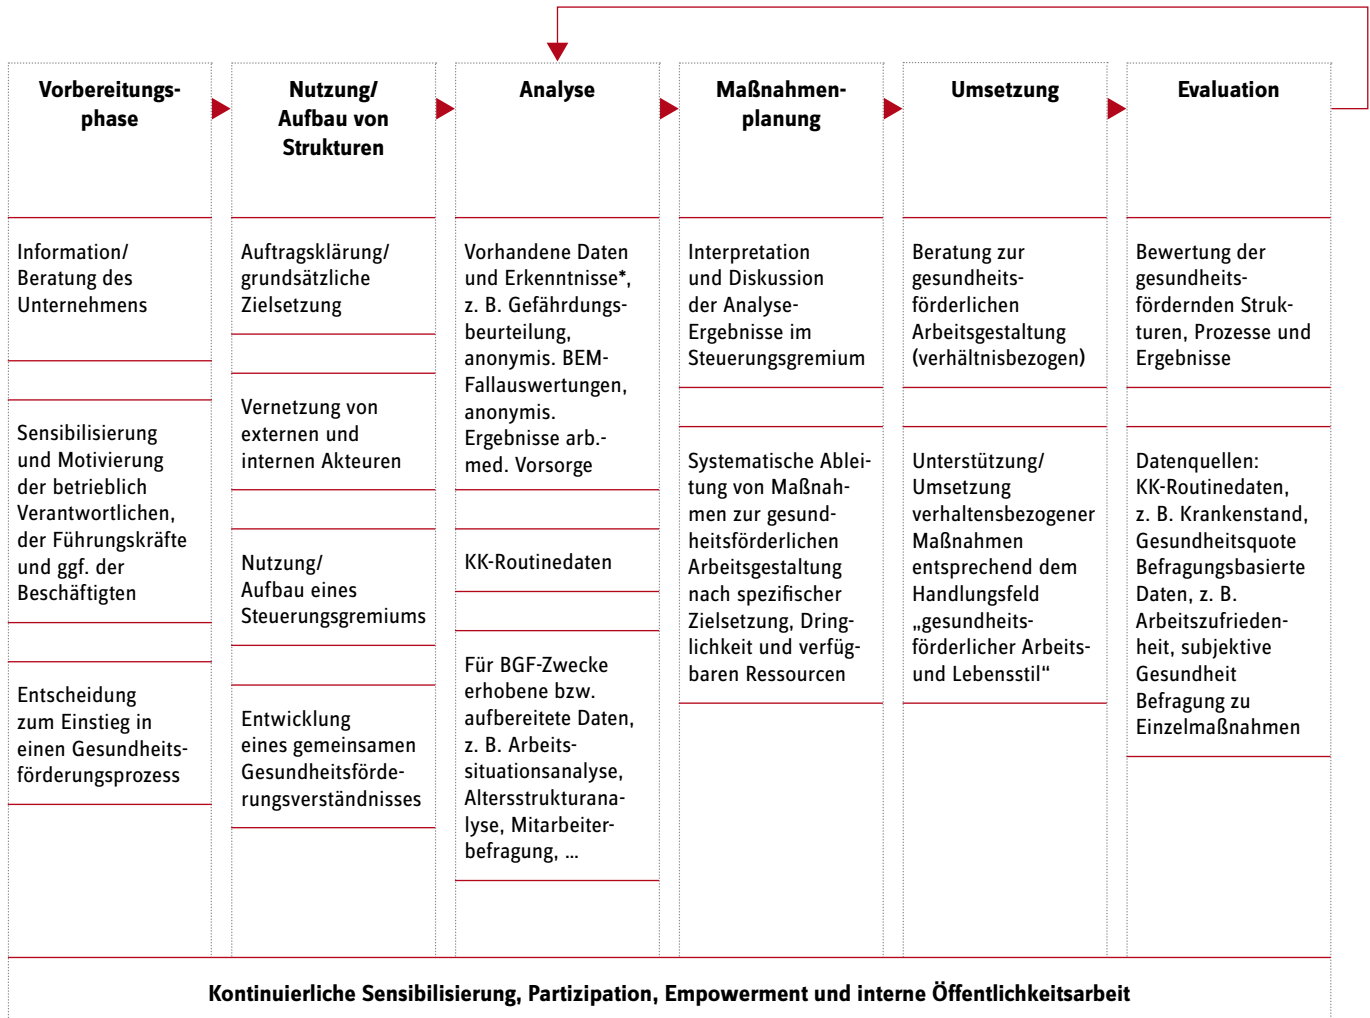 Vorbereitungs-
phase
Nutzung/
Aufbau von
Strukturen
Analyse
Maßnahmen-
planung
Umsetzung
Evaluation
Information/
Beratung des
Unternehmens
Sensibilisierung
und Motivierung
der betrieblich
Verantwortlichen,
der Führungskräfte
und ggf. der
Beschäftigten
Entscheidung
zum Einstieg in
einen Gesundheits-
förderungsprozess
Auftragsklärung/
grundsätzliche
Zielsetzung
Vernetzung von
externen und
internen Akteuren
Nutzung/
Aufbau eines
Steuerungsgremiums
Entwicklung
eines gemeinsamen
Gesundheitsförde-
rungsverständnisses
Vorhandene Daten
und Erkenntnisse*,
z. B. Gefährdungs-
beurteilung,
anonymis. BEM-
Fallauswertungen,
anonymis.
Ergebnisse arb.-
med. Vorsorge
KK-Routinedaten
Für BGF-Zwecke
erhobene bzw.
aufbereitete Daten,
z. B. Arbeits-
situationsanalyse,
Altersstrukturana-
lyse, Mitarbeiter-
befragung, ...
Interpretation
und Diskussion
der Analyse-
Ergebnisse im
Steuerungsgremium
Systematische Ablei-
tung von Maßnah-
men zur gesund-
heitsförderlichen
Arbeitsgestaltung
nach spezifischer
Zielsetzung, Dring-
lichkeit und verfüg-
baren Ressourcen
Beratung zur
gesundheits-
förderlichen
Arbeitsgestaltung
(verhältnisbezogen)
Unterstützung/
Umsetzung
verhaltensbezogener
Maßnahmen
entsprechend dem
Handlungsfeld
„gesundheits-
förderlicher Arbeits-
und Lebensstil“
Bewertung der
gesundheits-
fördernden Struk-
turen, Prozesse und
Ergebnisse
Datenquellen:
KK-Routinedaten,
z. B. Krankenstand,
Gesundheitsquote
Befragungsbasierte
Daten, z. B.
Arbeitszufrieden-
heit, subjektive
Gesundheit
Befragung zu
Einzelmaßnahmen
Kontinuierliche Sensibilisierung, Partizipation, Empowerment und interne Öffentlichkeitsarbeit